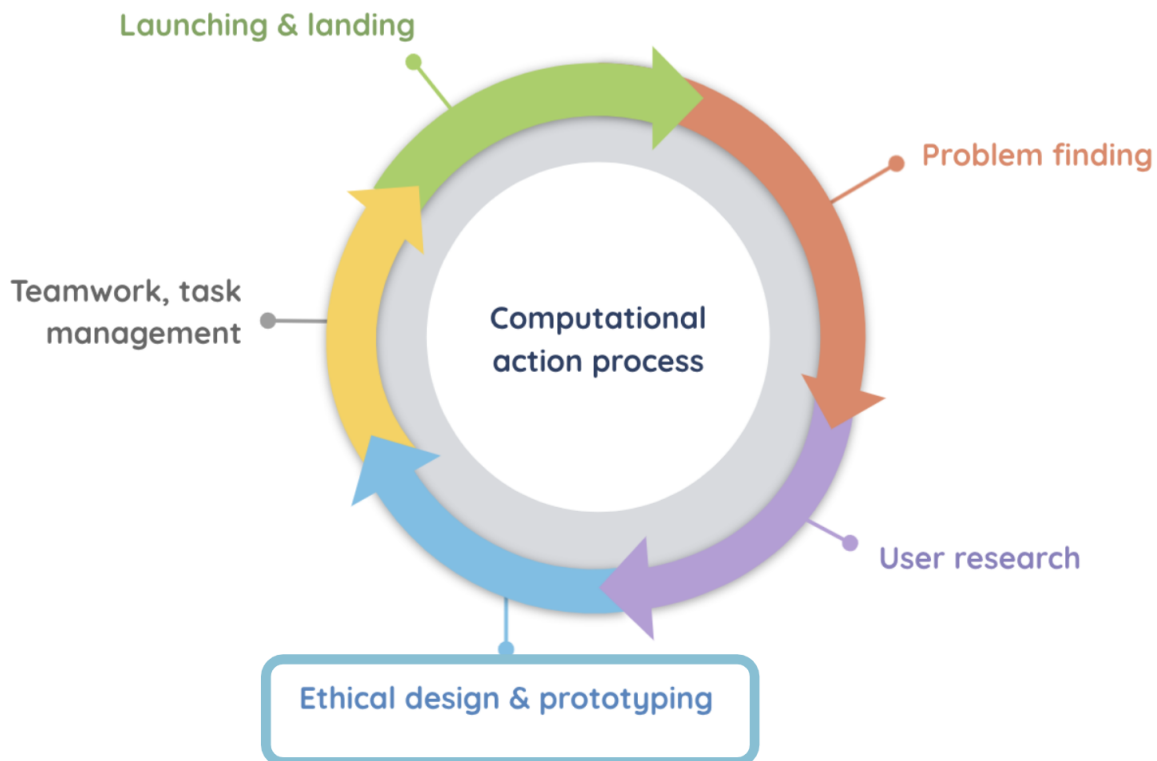 Launching & landing
Problem finding
Teamwork, task
management
Computational
action process
User research
Ethical design & prototyping